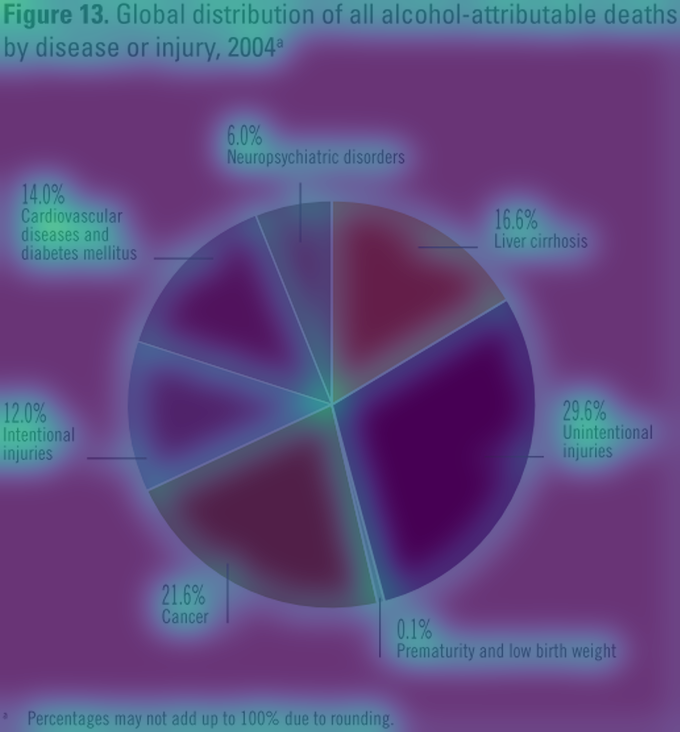 Figure 13. Global distribution of all alcohol-attributable deaths
by disease or injury, 2004ᵃ
6.0%
Neuropsychiatric disorders
14.0%
Cardiovascular
diseases and
diabetes mellitus
16.6%
Liver cirrhosis
12.0%
Intentional
injuries
29.6%
Unintentional
injuries
21.6%
Cancer
0.1%
Prematurity and low birth weight
ᵃ Percentages may not add up to 100% due to rounding.